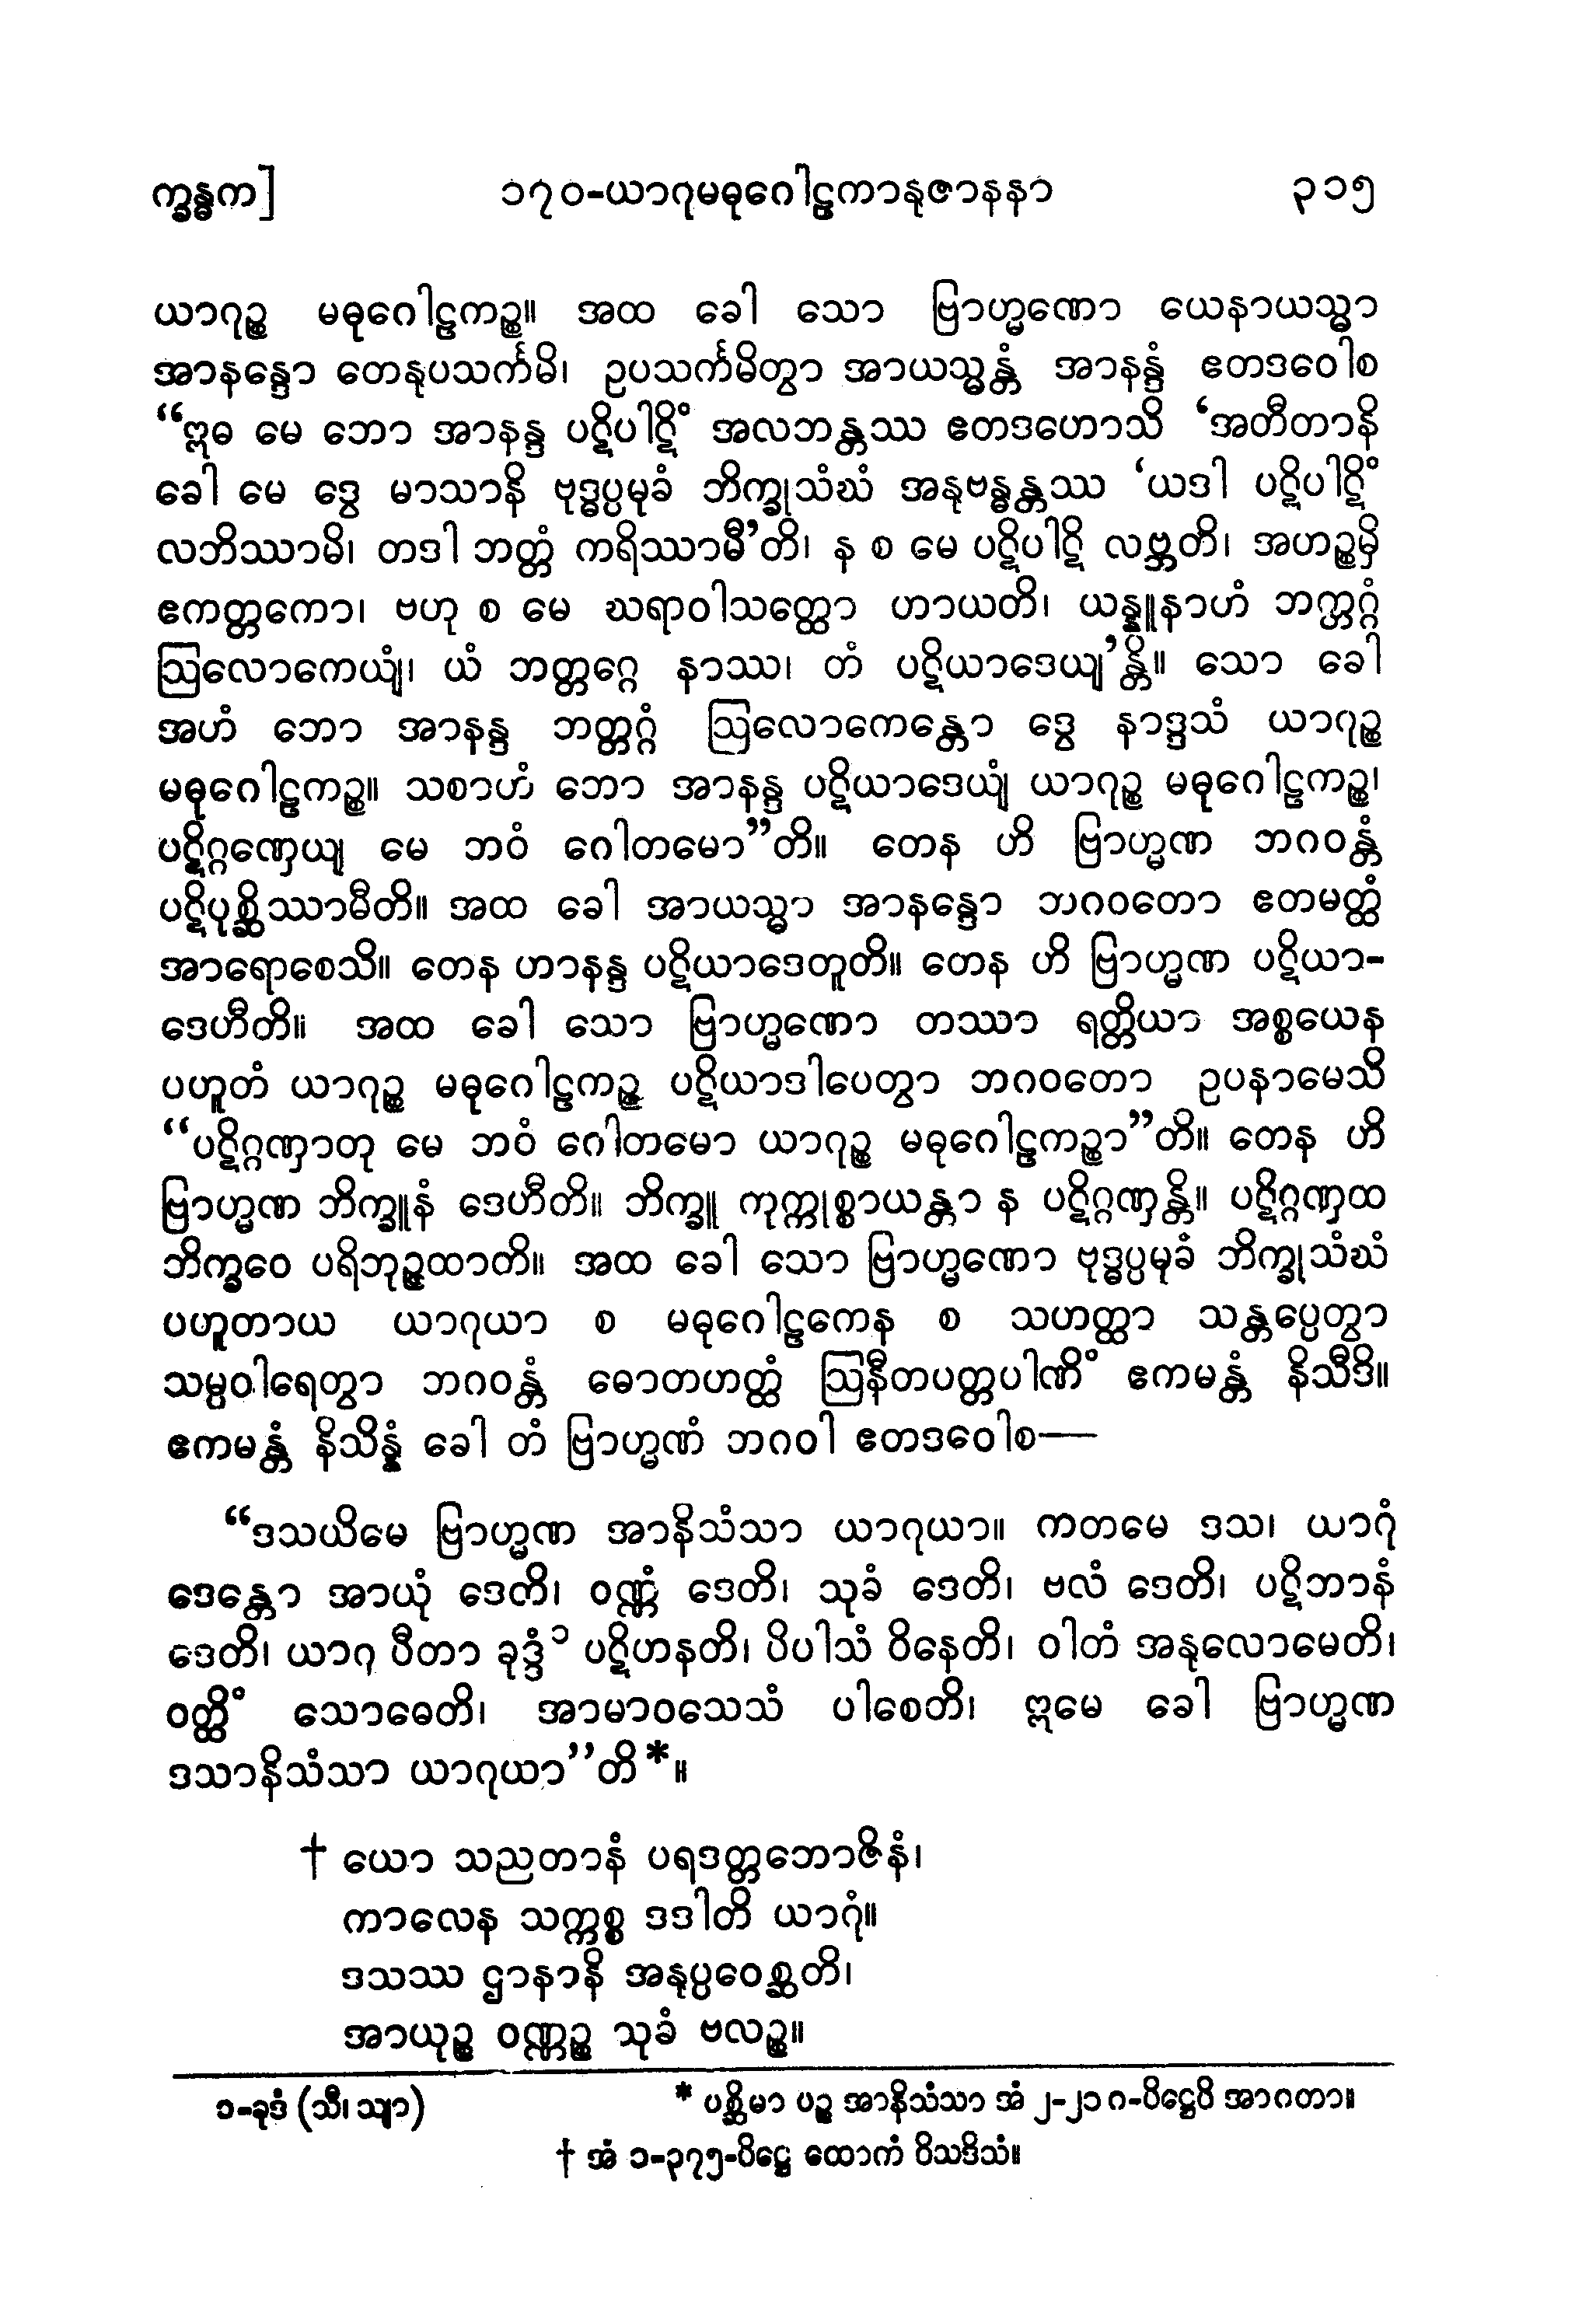 က္ခန္ဓက] ၁၇၀-ယာဂုမဓုဂေါဠကာနုဇာနနာ ၃၁၅
ယာဂုဉ္စ မဓုဂေါဠကဉ္စ။ အထ ခေါ သော ဗြာဟ္မဏော ယေနာယသ္မာ
အာနန္ဒော တေနုပသင်္ကမိ၊ ဥပသင်္ကမိတွာ အာယသ္မန္တံ အာနန္ဒံ ဧတဒဝေါစ
“ဣဓ မေ ဘော အာနန္ဒ ပဋိပါဋိံ အလဘန္တဿ ဧတဒဟောသိ ‘အတီတာနိ
ခေါ မေ ဒွေ မာသာနိ ဗုဒ္ဓပ္ပမုခံ ဘိက္ခုသံဃံ အနုဗန္ဓန္တဿ ‘ယဒါ ပဋိပါဋိံ
လဘိဿာမိ၊ တဒါ ဘတ္တံ ကရိဿာမီ’တိ၊ န စ မေ ပဋိပါဋိ လဗ္ဘတိ၊ အဟဉ္စမှိ
ဧကတ္တကော၊ ဗဟု စ မေ ဃရာဝါသတ္ထော ဟာယတိ၊ ယန္နူနာဟံ ဘတ္တဂ္ဂံ
ဩလောကေယျံ၊ ယံ ဘတ္တဂ္ဂေ နာဿ၊ တံ ပဋိယာဒေယျ’န္တိ။ သော ခေါ
အဟံ ဘော အာနန္ဒ ဘတ္တဂ္ဂံ ဩလောကေန္တော ဒွေ နာဒ္ဒသံ ယာဂုဉ္စ
မဓုဂေါဠကဉ္စ။ သစာဟံ ဘော အာနန္ဒ ပဋိယာဒေယျံ ယာဂုဉ္စ မဓုဂေါဠကဉ္စ၊
ပဋိဂ္ဂဏှေယျ မေ ဘဝံ ဂေါတမော”တိ။ တေန ဟိ ဗြာဟ္မဏ ဘဂဝန္တံ
ပဋိပုစ္ဆိဿာမီတိ။ အထ ခေါ အာယသ္မာ အာနန္ဒော ဘဂဝတော ဧတမတ္ထံ
အာရောစေသိ။ တေန ဟာနန္ဒ ပဋိယာဒေတူတိ။ တေန ဟိ ဗြာဟ္မဏ ပဋိယာ-
ဒေဟီတိ။ အထ ခေါ သော ဗြာဟ္မဏော တဿာ ရတ္တိယာ အစ္စယေန
ပဟူတံ ယာဂုဉ္စ မဓုဂေါဠကဉ္စ ပဋိယာဒါပေတွာ ဘဂဝတော ဥပနာမေသိ
“ပဋိဂ္ဂဏှာတု မေ ဘဝံ ဂေါတမော ယာဂုဉ္စ မဓုဂေါဠကဉ္စာ”တိ။ တေန ဟိ
ဗြာဟ္မဏ ဘိက္ခူနံ ဒေဟီတိ။ ဘိက္ခူ ကုက္ကုစ္စာယန္တာ န ပဋိဂ္ဂဏှန္တိ။ ပဋိဂ္ဂဏှထ
ဘိက္ခဝေ ပရိဘုဉ္ဇထာတိ။ အထ ခေါ သော ဗြာဟ္မဏော ဗုဒ္ဓပ္ပမုခံ ဘိက္ခုသံဃံ
ပဟူတာယ ယာဂုယာ စ မဓုဂေါဠကေန စ သဟတ္ထာ သန္တပ္ပေတွာ
သမ္ပဝါရေတွာ ဘဂဝန္တံ ဓောတဟတ္ထံ ဩနီတပတ္တပါဏိံ ဧကမန္တံ နိသီဒိ။
ဧကမန္တံ နိသိန္နံ ခေါ တံ ဗြာဟ္မဏံ ဘဂဝါ ဧတဒဝေါစ—
“ဒသယိမေ ဗြာဟ္မဏ အာနိသံသာ ယာဂုယာ။ ကတမေ ဒသ၊ ယာဂုံ
ဒေန္တော အာယုံ ဒေတိ၊ ဝဏ္ဏံ ဒေတိ၊ သုခံ ဒေတိ၊ ဗလံ ဒေတိ၊ ပဋိဘာနံ
ဒေတိ၊ ယာဂု ပီတာ ခုဒ္ဒံ ၁ ပဋိဟနတိ၊ ပိပါသံ ဝိနေတိ၊ ဝါတံ အနုလောမေတိ၊
ဝတ္ထိံ သောဓေတိ၊ အာမာဝသေသံ ပါစေတိ၊ ဣမေ ခေါ ဗြာဟ္မဏ
ဒသာနိသံသာ ယာဂုယာ”တိ*။
† ယော သညတာနံ ပရဒတ္တဘောဇိနံ၊
ကာလေန သက္ကစ္စ ဒဒါတိ ယာဂုံ။
ဒသဿ ဌာနာနိ အနုပ္ပဝေစ္ဆတိ၊
အာယုဉ္စ ဝဏ္ဏဉ္စ သုခံ ဗလဉ္စ။
၁-ခုဒံ (သီ၊ သျာ) * ပစ္ဆိမာ ပဉ္စ အာနိသံသာ အံ ၂-၂၁၈-ပိဋ္ဌေပိ အာဂတာ။
† အံ ၁-၃၇၅-ပိဋ္ဌေ ထောကံ ဝိသဒိသံ။